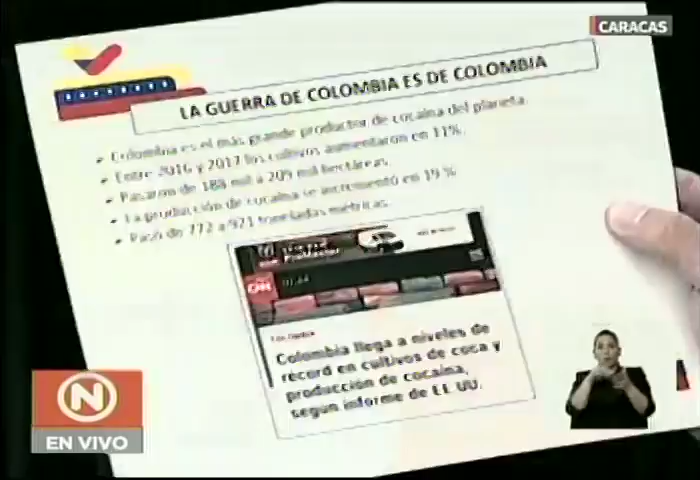 CARACAS
LA GUERRA DE COLOMBIA ES DE COLOMBIA
Colombia es el más grande productor de cocaína del planeta.
Entre 2016 y 2017 los cultivos aumentaron en 11%.
Pasaron de 188 mil a 209 mil hectáreas.
La producción de cocaína se incrementó en 19 %
Pasó de 772 a 921 toneladas métricas.
CNN
COLOMBIA
Colombia llega a niveles de
récord en cultivos de coca y
producción de cocaína,
según informe de EE.UU.
N
EN VIVO